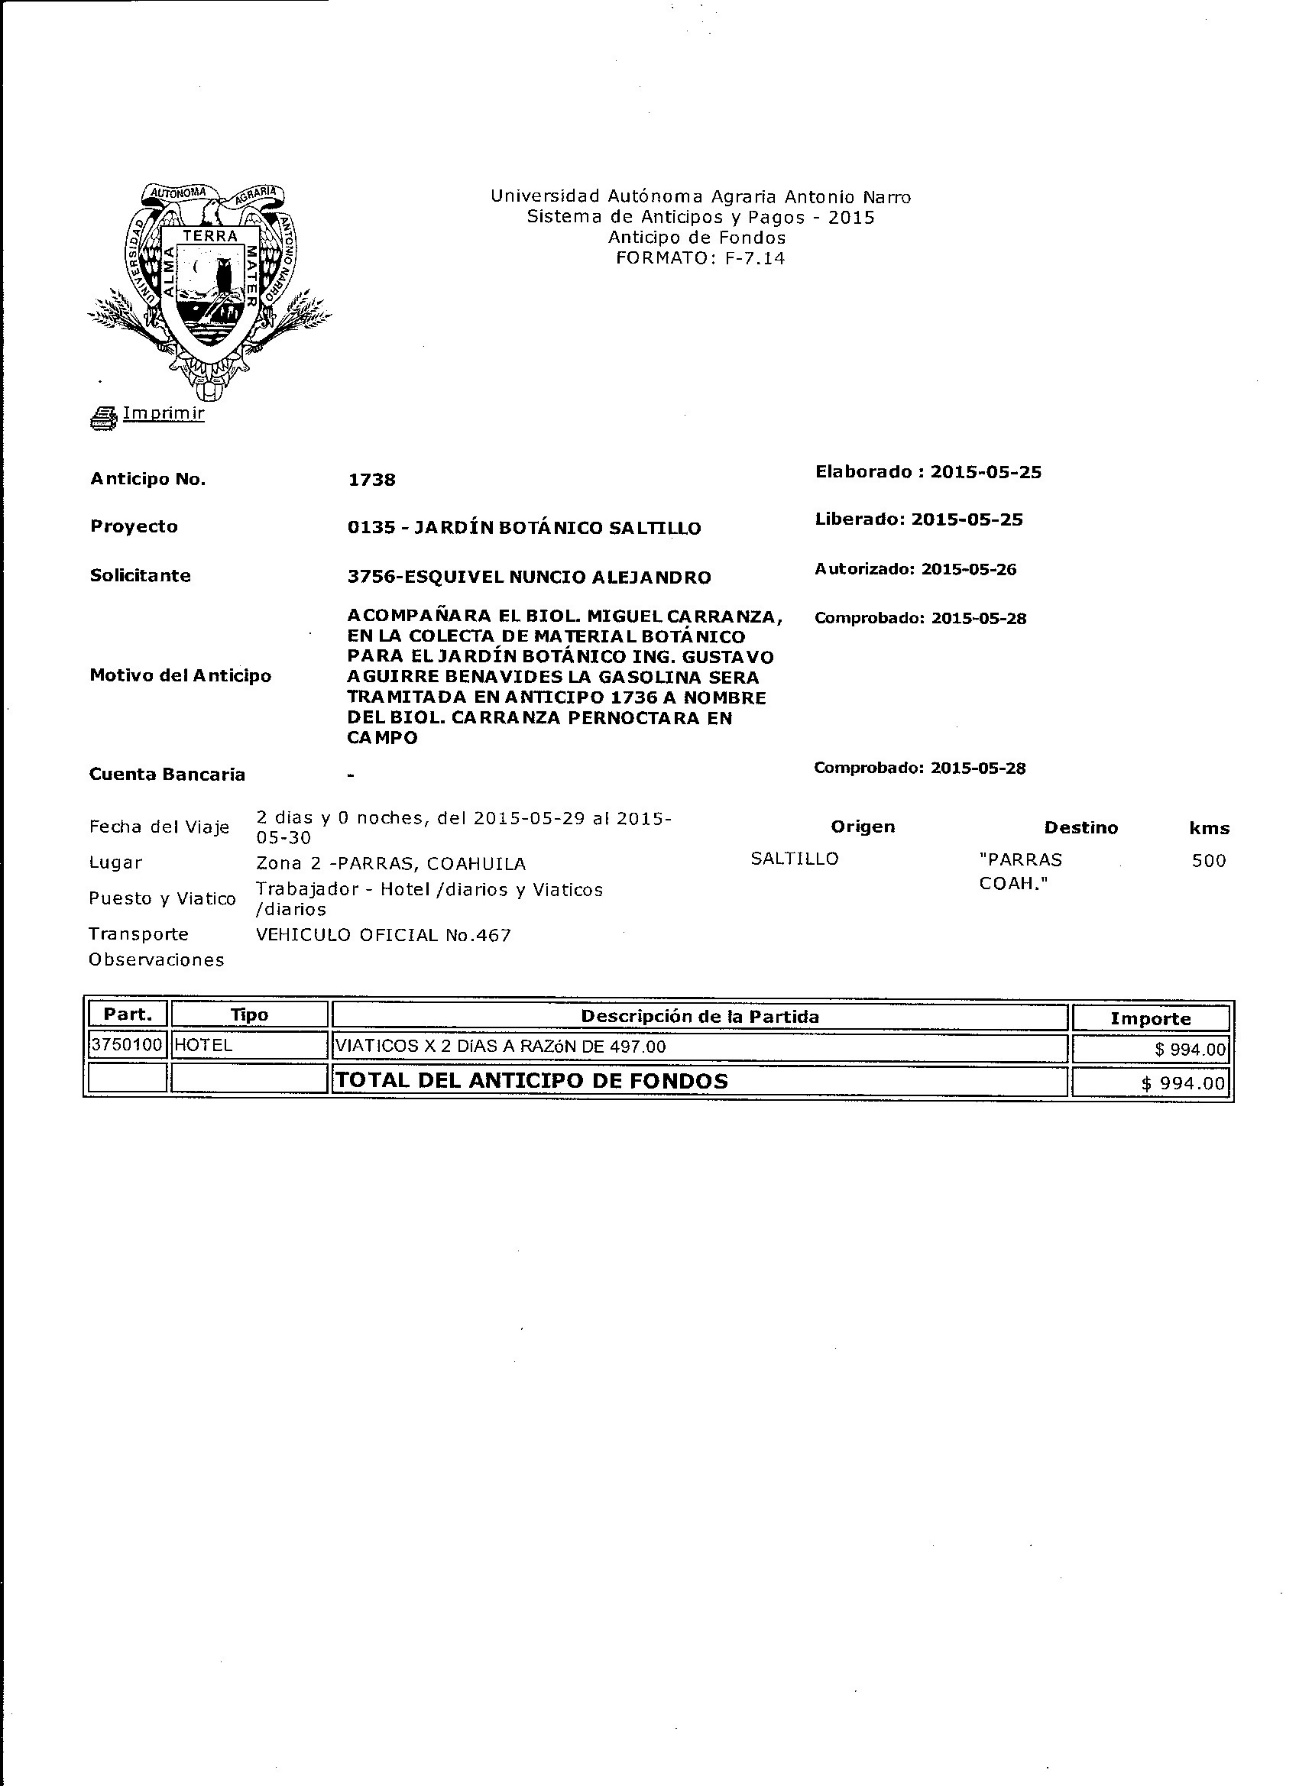 Universidad Autónoma Agraria Antonio Narro
Sistema de Anticipos y Pagos - 2015
Anticipo de Fondos
FORMATO: F-7.14
UNIVERSIDAD AUTONOMA AGRARIA ANTONIO NARRO
ALMA TERRA MATER
Imprimir
Anticipo No. 1738 Elaborado : 2015-05-25
Proyecto 0135 - JARDÍN BOTÁNICO SALTILLO Liberado: 2015-05-25
Solicitante 3756-ESQUIVEL NUNCIO ALEJANDRO Autorizado: 2015-05-26
Motivo del Anticipo
ACOMPAÑARA EL BIOL. MIGUEL CARRANZA,
EN LA COLECTA DE MATERIAL BOTÁNICO
PARA EL JARDÍN BOTÁNICO ING. GUSTAVO
AGUIRRE BENAVIDES LA GASOLINA SERA
TRAMITADA EN ANTICIPO 1736 A NOMBRE
DEL BIOL. CARRANZA PERNOCTARA EN
CAMPO
Comprobado: 2015-05-28
Cuenta Bancaria - Comprobado: 2015-05-28
Fecha del Viaje 2 dias y 0 noches, del 2015-05-29 al 2015-
05-30
Lugar Zona 2 -PARRAS, COAHUILA
Puesto y Viatico Trabajador - Hotel /diarios y Viaticos
/diarios
Transporte VEHICULO OFICIAL No.467
Observaciones
Origen Destino kms
SALTILLO "PARRAS 500
COAH."
Part. Tipo Descripción de la Partida Importe
3750100 HOTEL VIATICOS X 2 DíAS A RAZóN DE 497.00 $ 994.00
TOTAL DEL ANTICIPO DE FONDOS $ 994.00